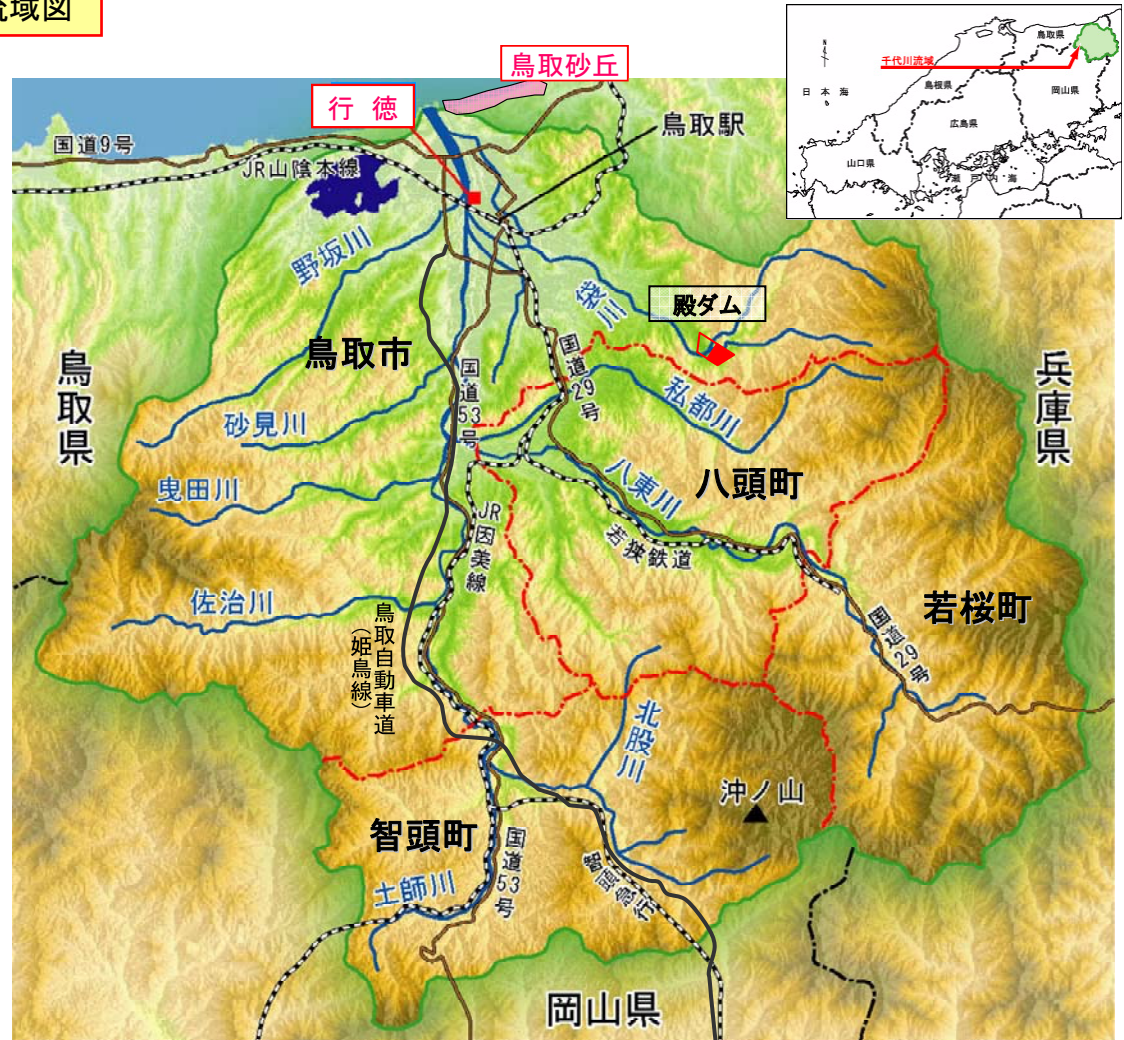 流域図
鳥取砂丘
行 徳
国道9号
JR山陰本線
鳥取駅
野坂川
袋川
殿ダム
鳥取市
国道53号
国道29号
私都川
鳥取県
兵庫県
砂見川
八東川
八頭町
曳田川
JR因美線
若狭鉄道
佐治川
鳥取自動車道
(姫鳥線)
若桜町
国道29号
北股川
沖ノ山
智頭町
国道53号
智頭急行
土師川
岡山県
N
鳥取県
千代川流域
日本海
島根県
岡山県
広島県
山口県
瀬戸内海